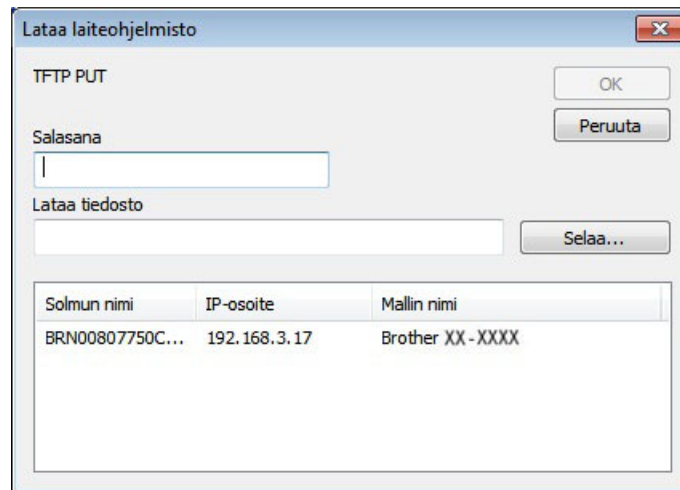 Lataa laiteohjelmisto
TFTP PUT
OK
Peruuta
Salasana
Lataa tiedosto
Selaa...
Solmun nimi IP-osoite Mallin nimi
BRN00807750C... 192.168.3.17 Brother XX-XXXX